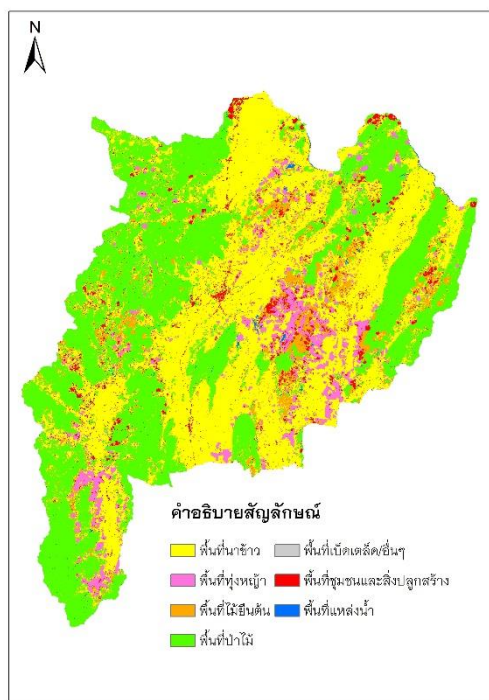 N
คำอธิบายสัญลักษณ์
พื้นที่นาข้าว
พื้นที่เบ็ดเตล็ด/อื่นๆ
พื้นที่ทุ่งหญ้า
พื้นที่ชุมชนและสิ่งปลูกสร้าง
พื้นที่ไม้ยืนต้น
พื้นที่แหล่งน้ำ
พื้นที่ป่าไม้